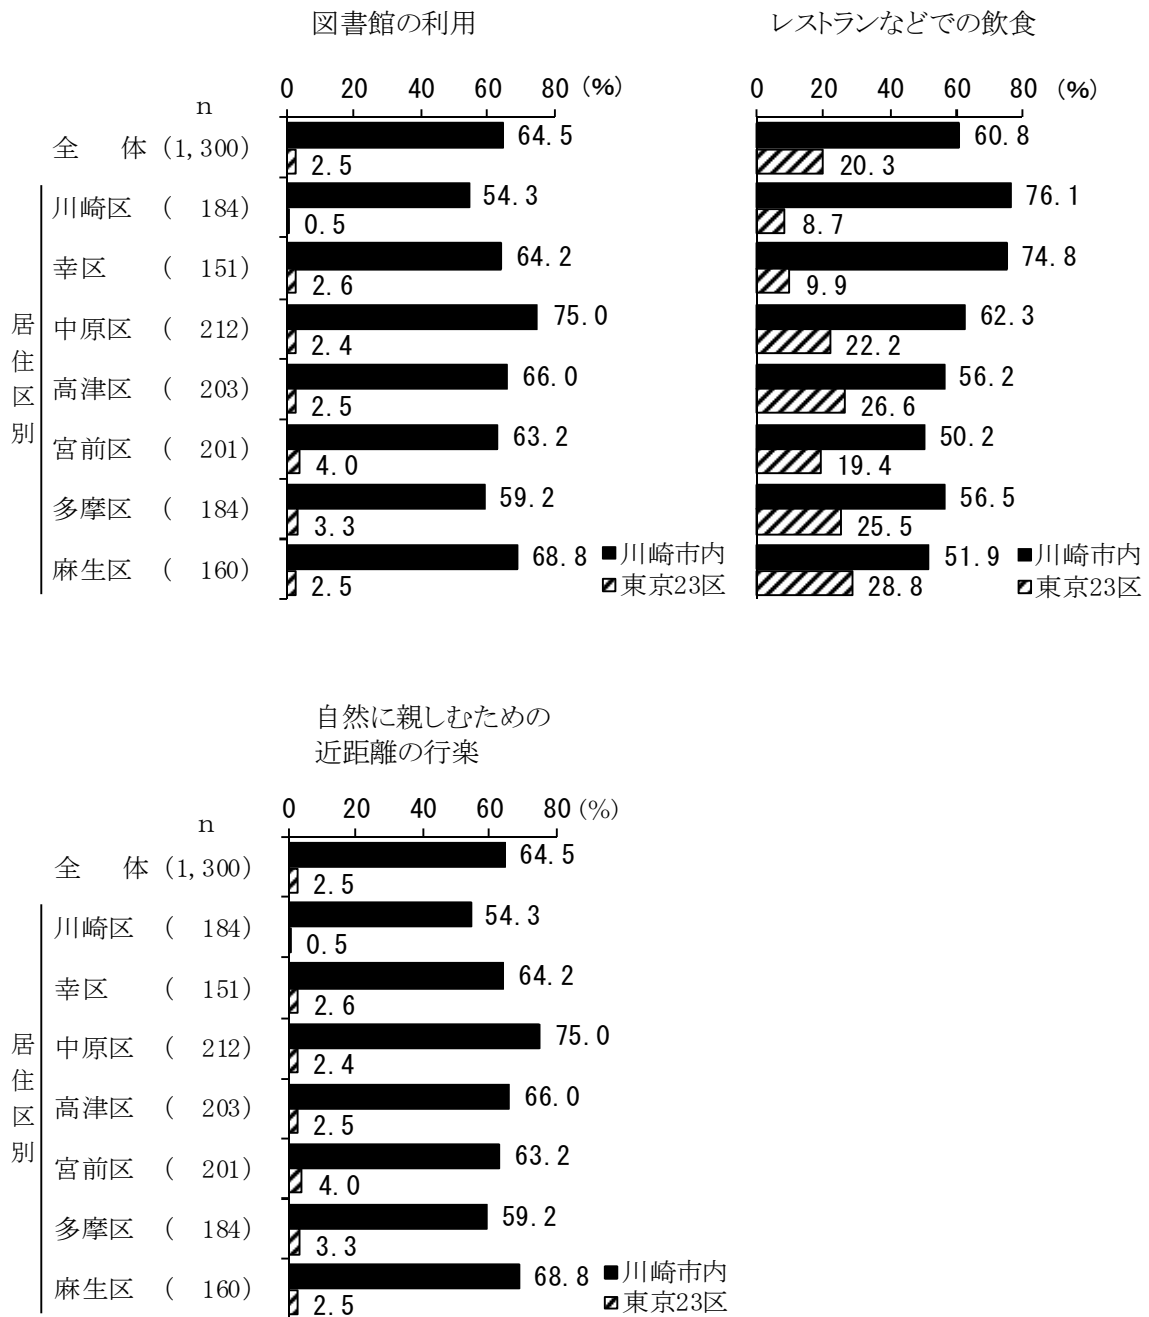 図書館の利用
0 20 40 60 80 (%)
n
全 体 (1,300) 64.5
2.5
居住区別
川崎区 ( 184) 54.3
0.5
幸区 ( 151) 64.2
2.6
中原区 ( 212) 75.0
2.4
高津区 ( 203) 66.0
2.5
宮前区 ( 201) 63.2
4.0
多摩区 ( 184) 59.2
3.3
麻生区 ( 160) 68.8
2.5
■川崎市内
東京23区
レストランなどでの飲食
0 20 40 60 80 (%)
60.8
20.3
76.1
8.7
74.8
9.9
62.3
22.2
56.2
26.6
50.2
19.4
56.5
25.5
51.9
28.8
■川崎市内
東京23区
自然に親しむための
近距離の行楽
0 20 40 60 80 (%)
n
全 体 (1,300) 64.5
2.5
居住区別
川崎区 ( 184) 54.3
0.5
幸区 ( 151) 64.2
2.6
中原区 ( 212) 75.0
2.4
高津区 ( 203) 66.0
2.5
宮前区 ( 201) 63.2
4.0
多摩区 ( 184) 59.2
3.3
麻生区 ( 160) 68.8
2.5
■川崎市内
東京23区